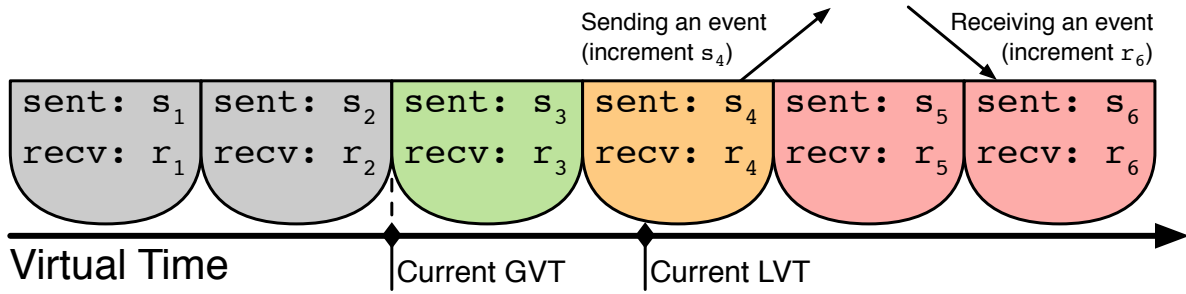 Sending an event
(increment s₄)
Receiving an event
(increment r₆)
sent: s₁
recv: r₁
sent: s₂
recv: r₂
sent: s₃
recv: r₃
sent: s₄
recv: r₄
sent: s₅
recv: r₅
sent: s₆
recv: r₆
Virtual Time
Current GVT
Current LVT